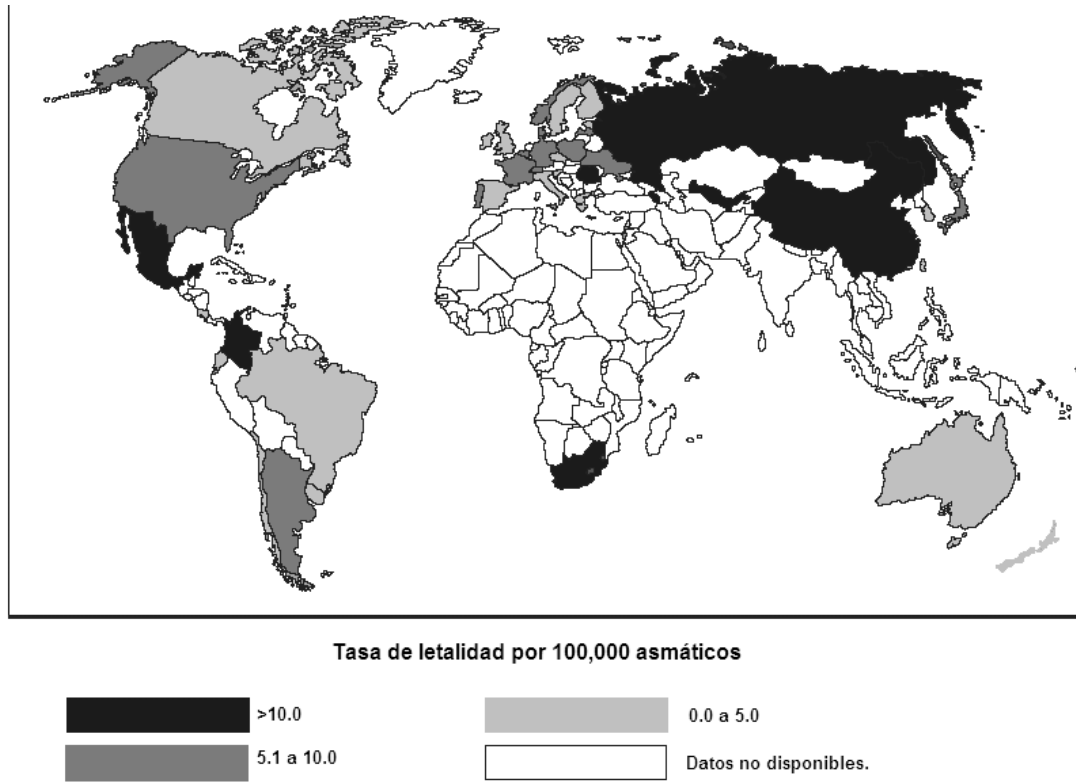 Tasa de letalidad por 100,000 asmáticos
>10.0
0.0 a 5.0
5.1 a 10.0
Datos no disponibles.